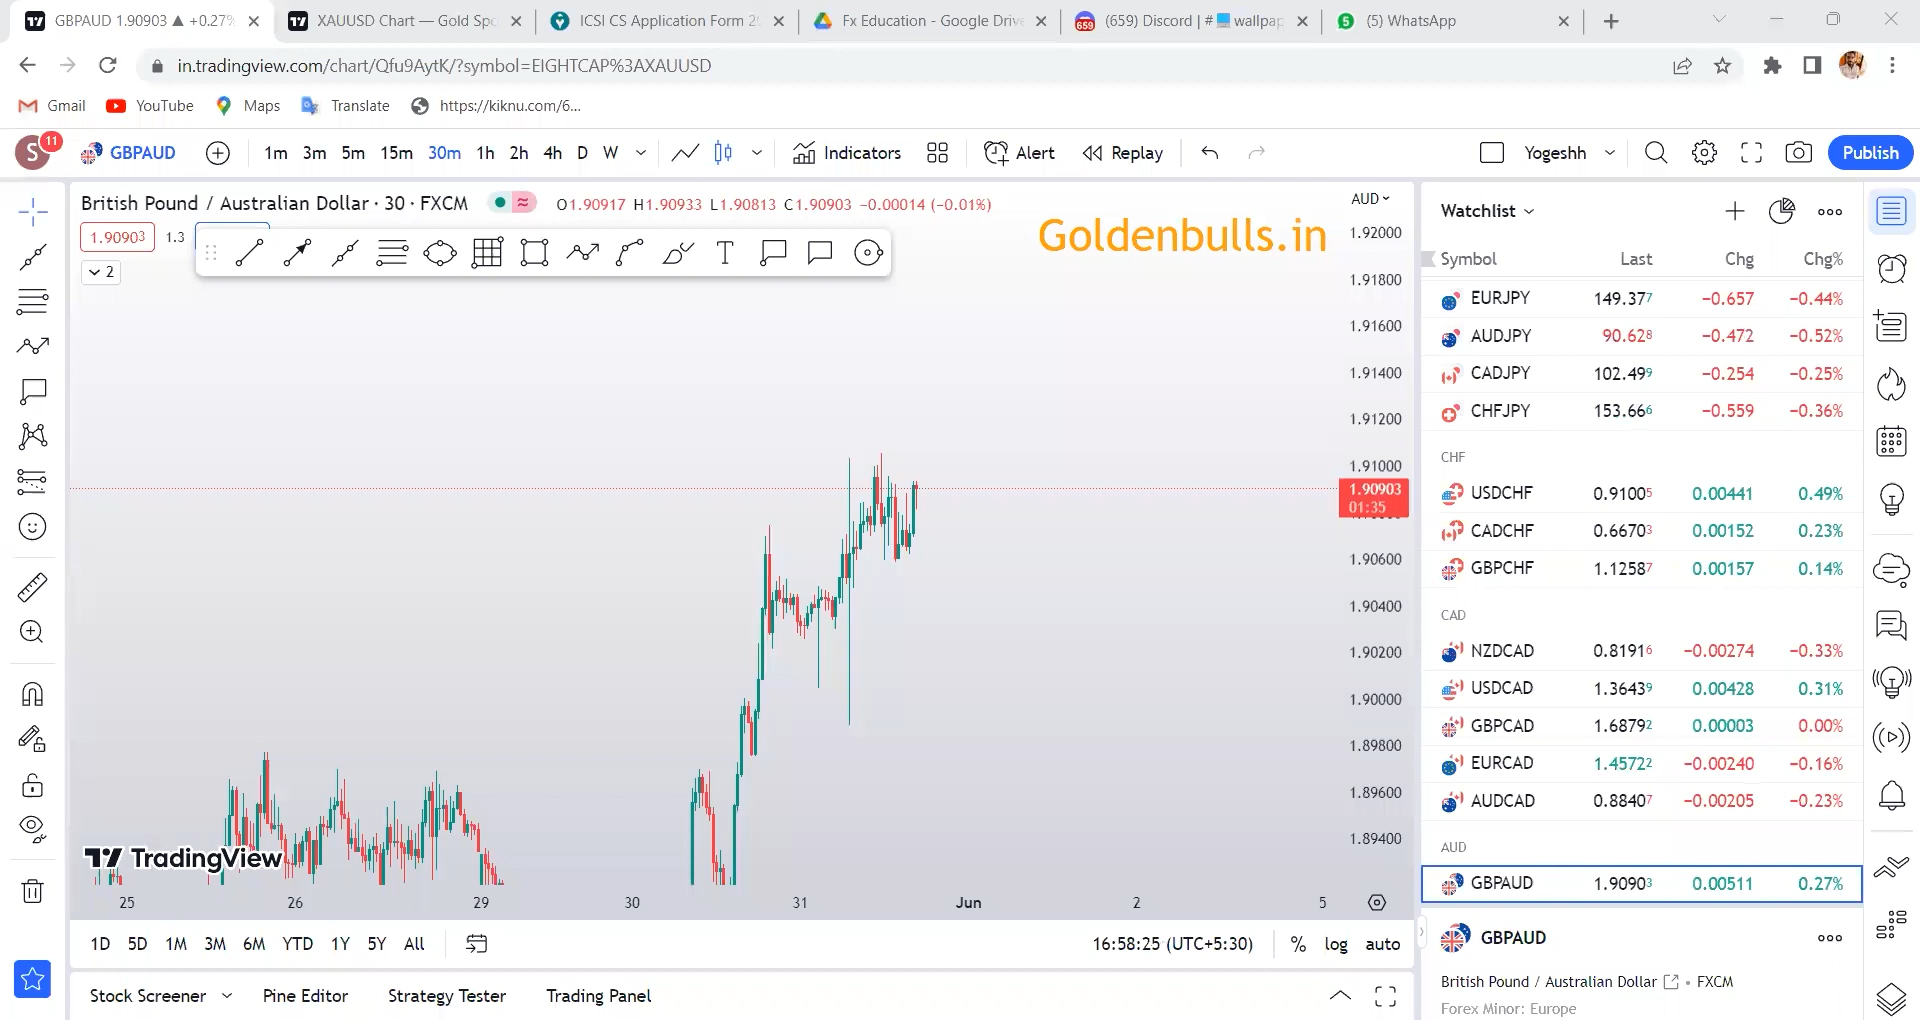 GBPAUD 1.90903 ▲ +0.27%
XAUUSD Chart — Gold Spo
ICSI CS Application Form 20
Fx Education - Google Drive
(659) Discord | #💻wallpap
(5) WhatsApp
in.tradingview.com/chart/Qfu9AytK/?symbol=EIGHTCAP%3AXAUUSD
Gmail YouTube Maps Translate https://kiknu.com/6...
S 11 GBPAUD 1m 3m 5m 15m 30m 1h 2h 4h D W Indicators Alert Replay Yogeshh Publish
British Pound / Australian Dollar · 30 · FXCM O1.90917 H1.90933 L1.90813 C1.90903 −0.00014 (−0.01%)
1.90903 1.3
2
Goldenbulls.in
AUD
1.92000
1.91800
1.91600
1.91400
1.91200
1.91000
1.90903
01:35
1.90600
1.90400
1.90200
1.90000
1.89800
1.89600
1.89400
TradingView
25 26 29 30 31 Jun 2 5
1D 5D 1M 3M 6M YTD 1Y 5Y All 16:58:25 (UTC+5:30) % log auto
Stock Screener Pine Editor Strategy Tester Trading Panel
Watchlist
Symbol Last Chg Chg%
EURJPY 149.377 −0.657 −0.44%
AUDJPY 90.628 −0.472 −0.52%
CADJPY 102.499 −0.254 −0.25%
CHFJPY 153.666 −0.559 −0.36%
CHF
USDCHF 0.91005 0.00441 0.49%
CADCHF 0.66703 0.00152 0.23%
GBPCHF 1.12587 0.00157 0.14%
CAD
NZDCAD 0.81916 −0.00274 −0.33%
USDCAD 1.36439 0.00428 0.31%
GBPCAD 1.68792 0.00003 0.00%
EURCAD 1.45722 −0.00240 −0.16%
AUDCAD 0.88407 −0.00205 −0.23%
AUD
GBPAUD 1.90903 0.00511 0.27%
GBPAUD
British Pound / Australian Dollar • FXCM
Forex Minor: Europe